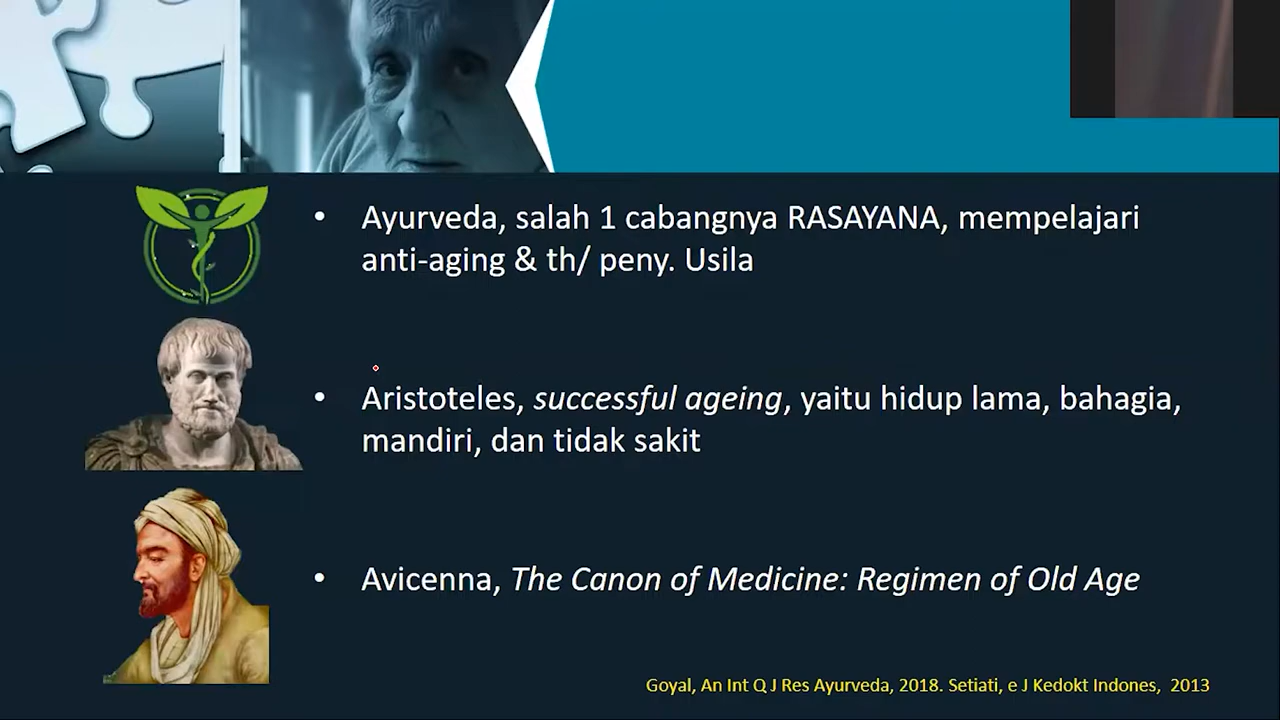 • Ayurveda, salah 1 cabangnya RASAYANA, mempelajari
anti-aging & th/ peny. Usila
• Aristoteles, successful ageing, yaitu hidup lama, bahagia,
mandiri, dan tidak sakit
• Avicenna, The Canon of Medicine: Regimen of Old Age
Goyal, An Int Q J Res Ayurveda, 2018. Setiati, e J Kedokt Indones, 2013